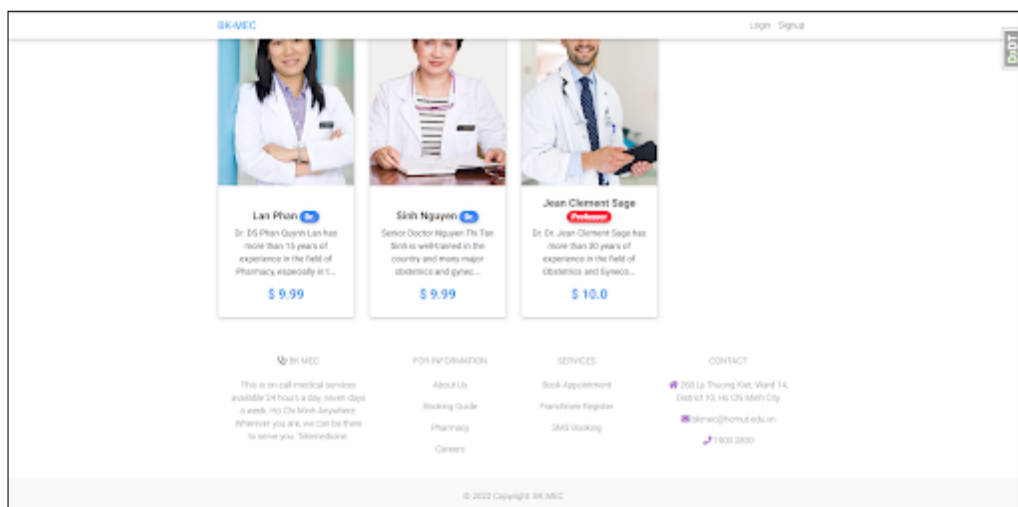 BK-MEC
Login Signup
DjDT
Lan Phan Dr.
Dr. DS Phan Quynh Lan has
more than 15 years of
experience in the field of
Pharmacy, especially in t...
$ 9.99
Sinh Nguyen Dr.
Senior Doctor Nguyen Thi Tan
Sinh is well-trained in the
country and many major
obstetrics and gynec...
$ 9.99
Jean Clement Sage
Professor
Dr. Dr. Jean Clement Sage has
more than 30 years of
experience in the field of
Obstetrics and Gyneco...
$ 10.0
BK MEC
This is on call medical services
available 24 hours a day, seven days
a week. Ho Chi Minh Anywhere
Wherever you are, we can be there
to serve you. Telemedicine
FOR INFORMATION
About Us
Booking Guide
Pharmacy
Careers
SERVICES
Book Appointment
Franchisee Register
SMS Booking
CONTACT
268 Ly Thuong Kiet, Ward 14,
District 10, Ho Chi Minh City
bkmec@hcmut.edu.vn
1900 3800
© 2022 Copyright: BK MEC